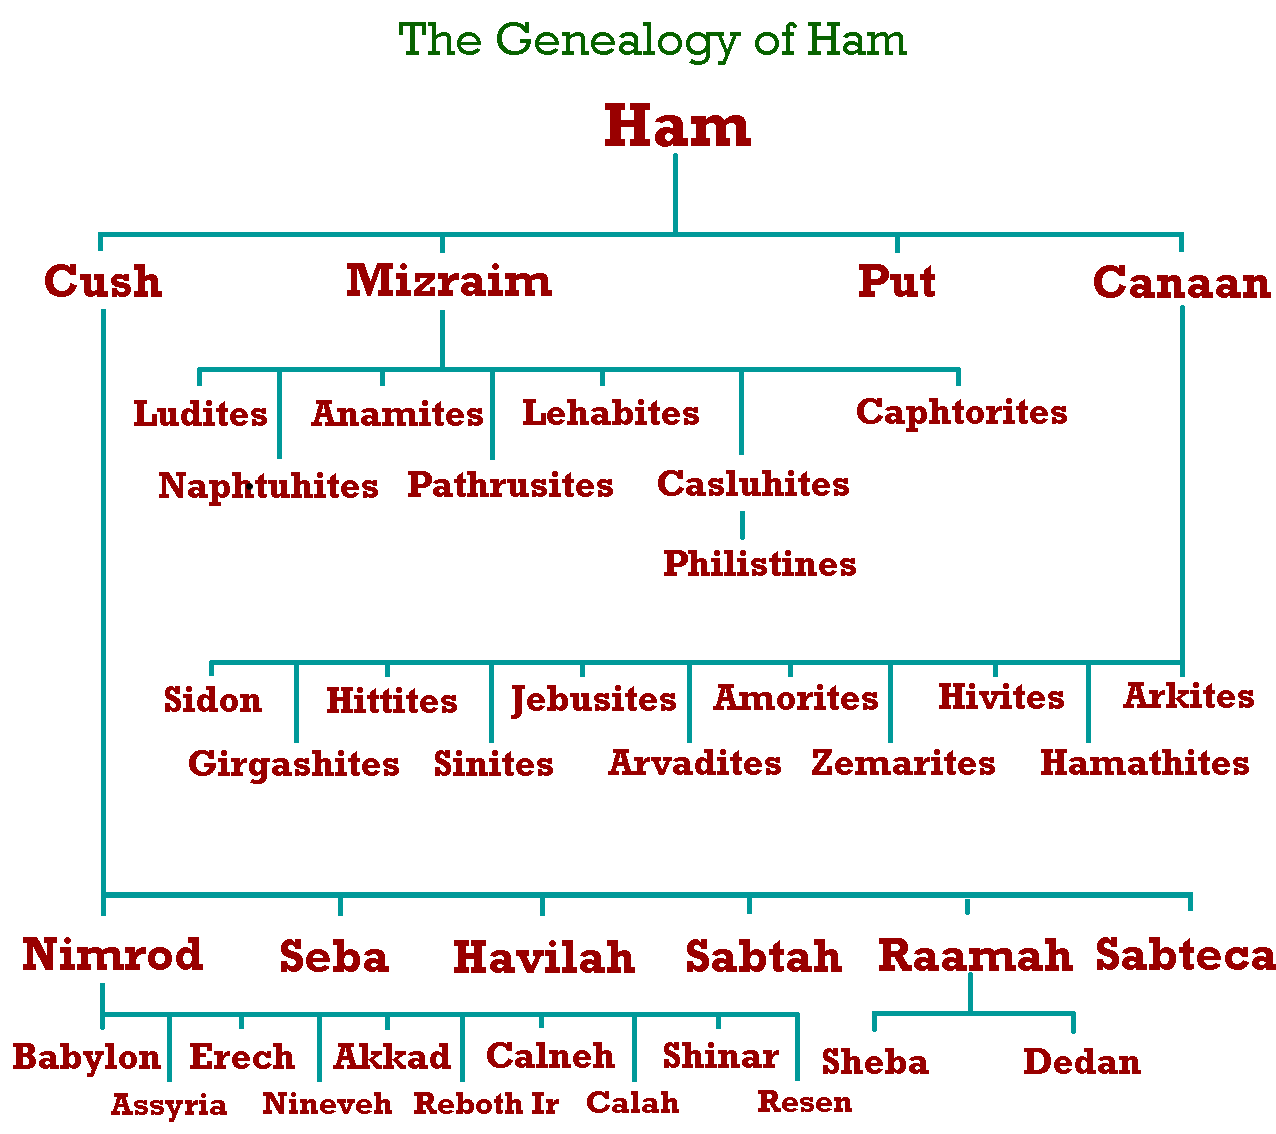 The Genealogy of Ham
Ham
Cush Mizraim Put Canaan
Ludites Anamites Lehabites Caphtorites
Naphtuhites Pathrusites Casluhites
Philistines
Sidon Hittites Jebusites Amorites Hivites Arkites
Girgashites Sinites Arvadites Zemarites Hamathites
Nimrod Seba Havilah Sabtah Raamah Sabteca
Babylon Erech Akkad Calneh Shinar Sheba Dedan
Assyria Nineveh Reboth Ir Calah Resen